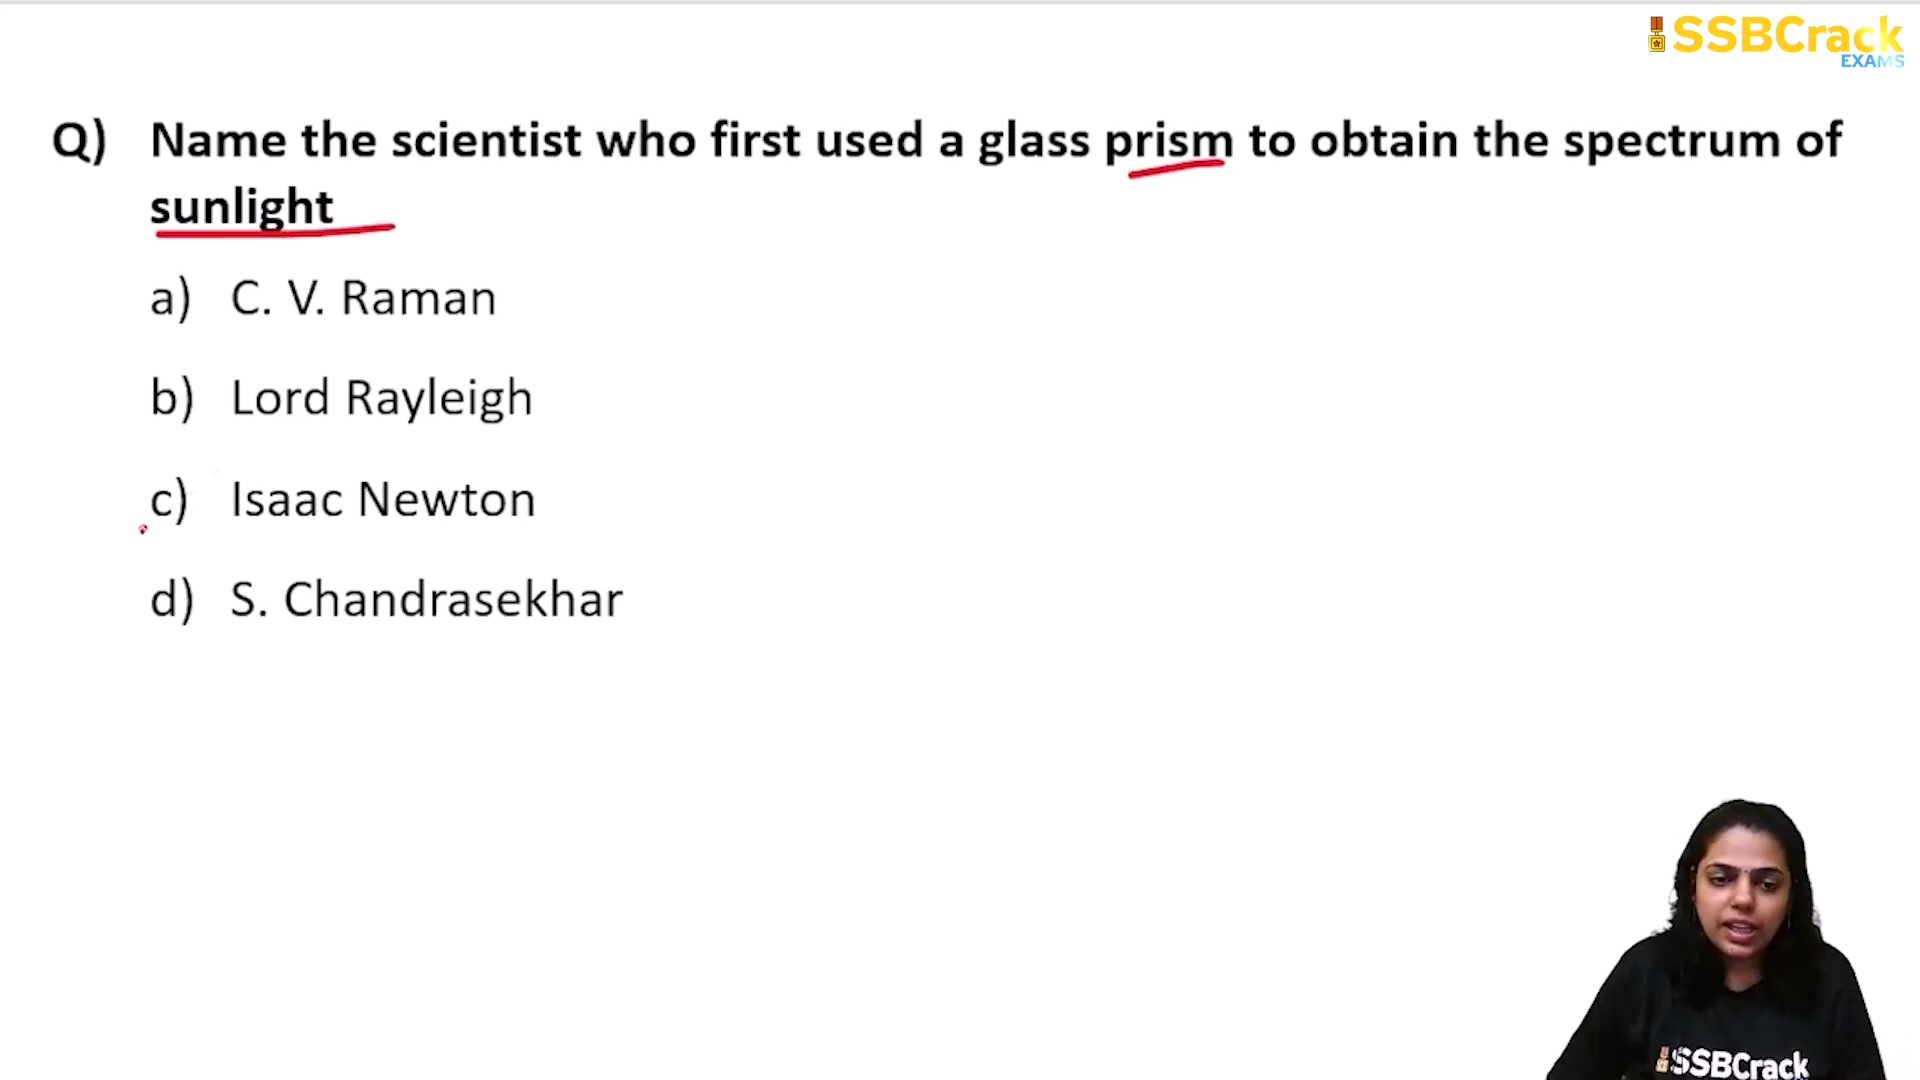 SSBCrack
EXAMS
Q) Name the scientist who first used a glass prism to obtain the spectrum of
sunlight
a) C. V. Raman
b) Lord Rayleigh
c) Isaac Newton
d) S. Chandrasekhar
SSBCrack